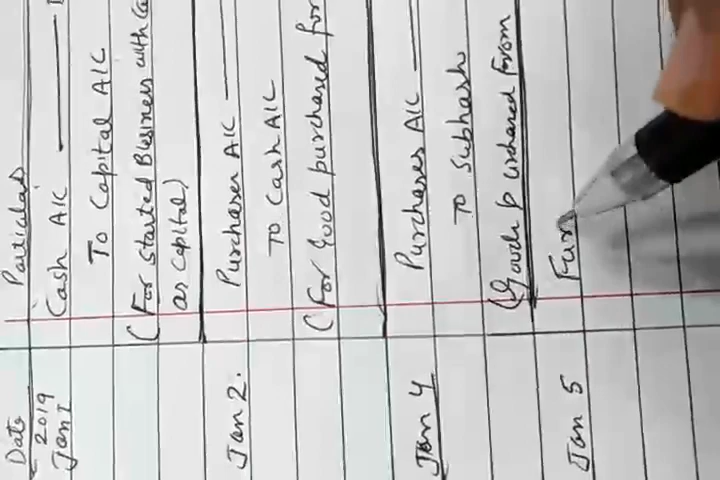 Date Particulars
2019
Jan 1 Cash A/C
To Capital A/C
(For Started Business with
as capital)
Jan 2. Purchases A/C
To Cash A/C
(For Good purchased for
Jan 4 Purchases A/C
To Subhash
(Goods purchased from
Jan 5 Fur